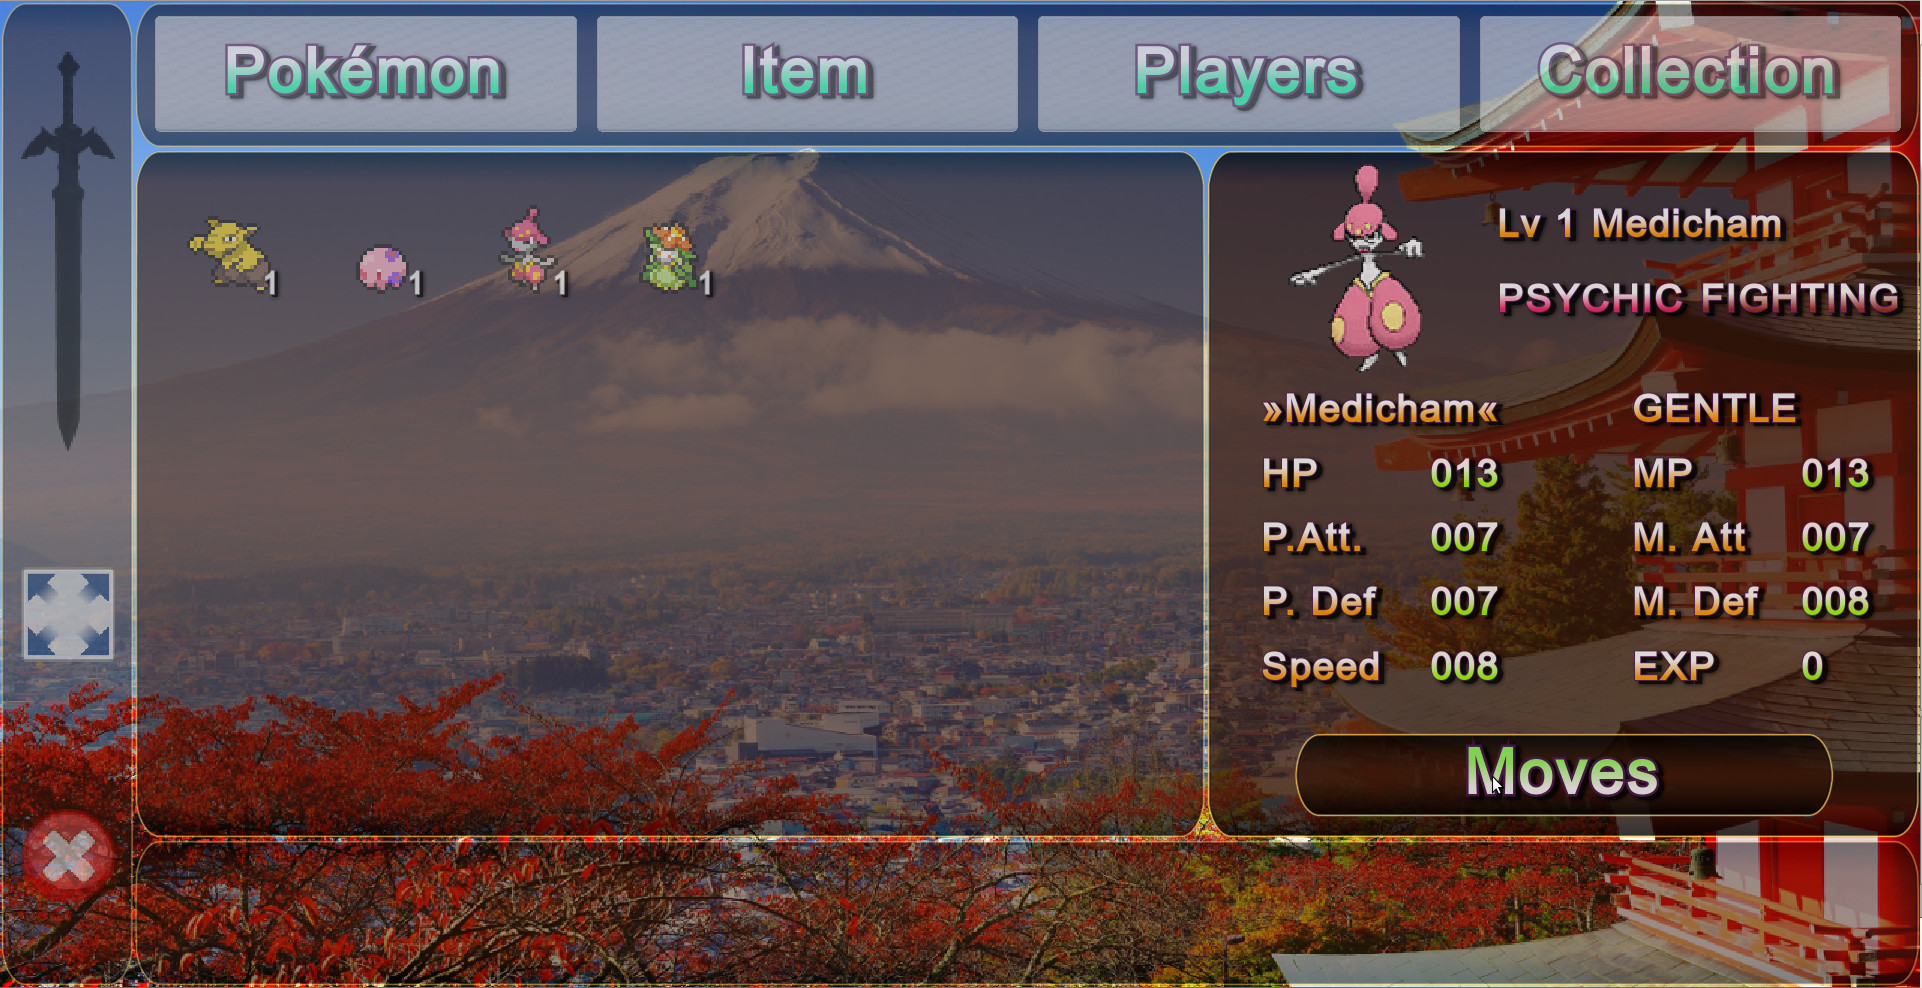 Pokémon Item Players Collection
1 1 1 1
Lv 1 Medicham
PSYCHIC FIGHTING
»Medicham« GENTLE
HP 013 MP 013
P.Att. 007 M. Att 007
P. Def 007 M. Def 008
Speed 008 EXP 0
Moves